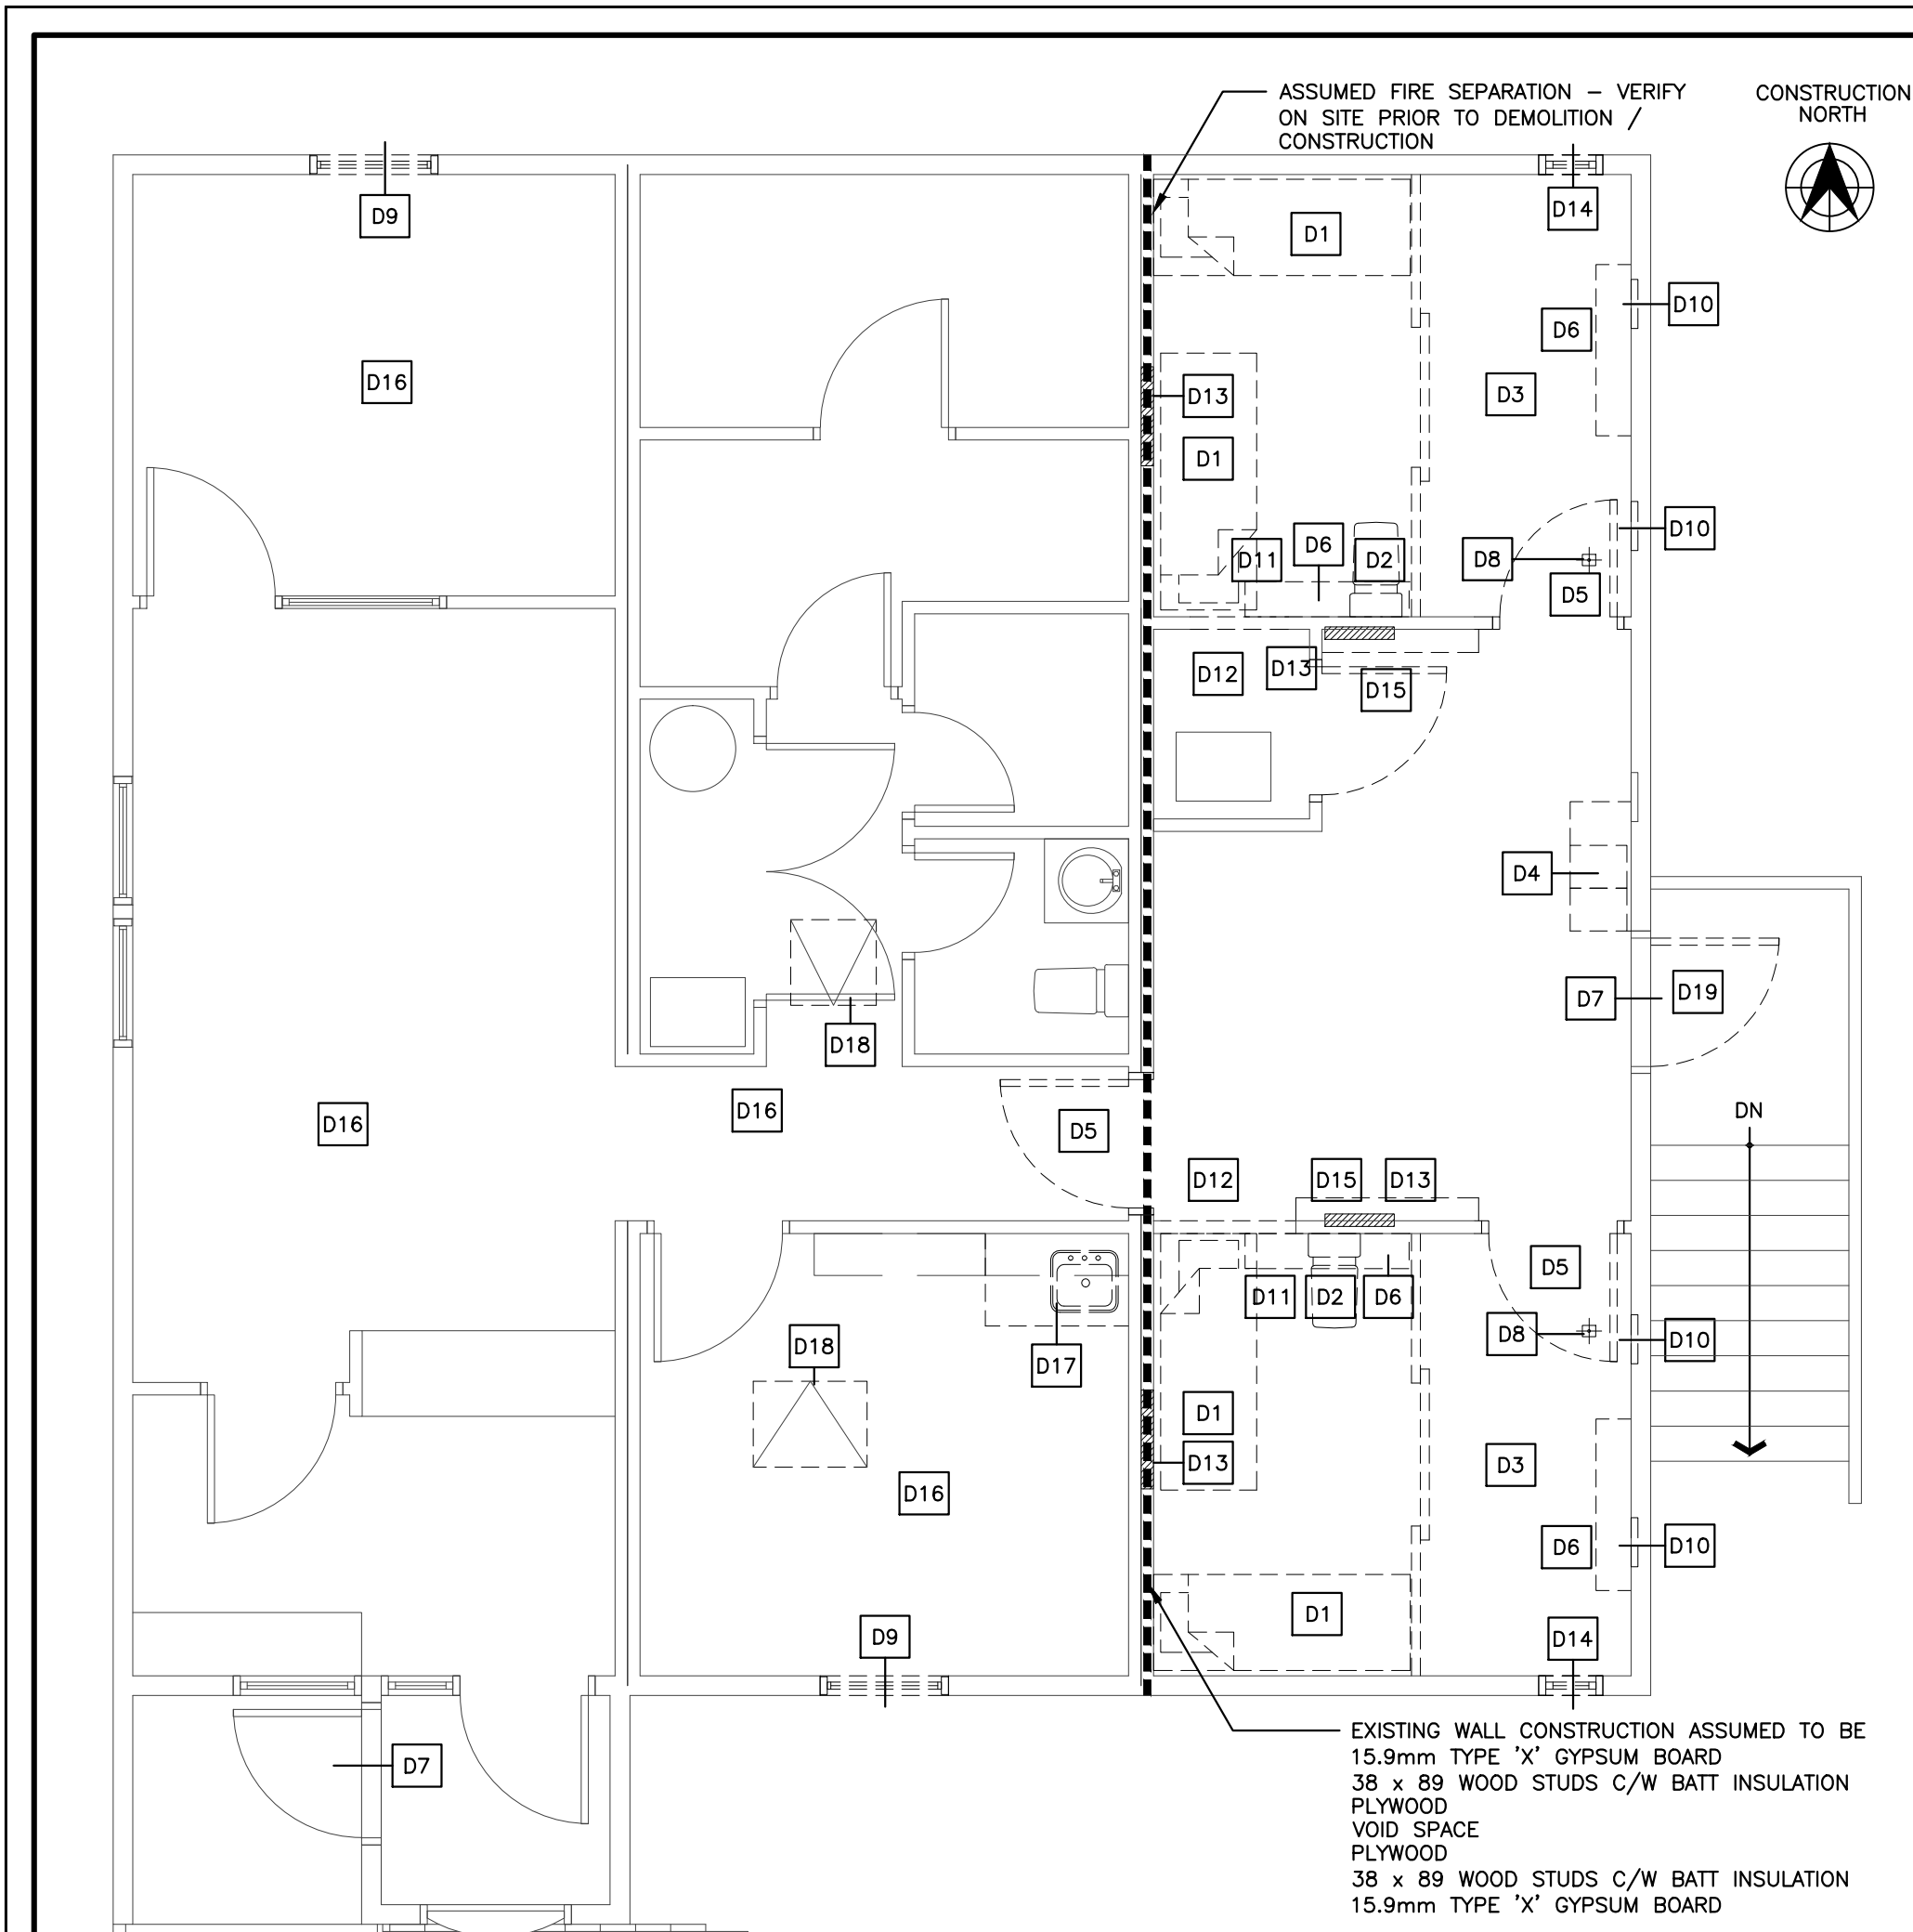 ASSUMED FIRE SEPARATION – VERIFY
ON SITE PRIOR TO DEMOLITION /
CONSTRUCTION
CONSTRUCTION
NORTH
D9
D14
D1
D10
D6
D16
D3
D13
D1
D10
D6
D11
D2
D8
D5
D12
D13
D15
D4
D7
D19
D18
D16
D16
D5
DN
D12
D15
D13
D5
D11
D2
D6
D8
D10
D18
D17
D1
D13
D3
D16
D6
D10
D1
D9
D14
EXISTING WALL CONSTRUCTION ASSUMED TO BE
15.9mm TYPE 'X' GYPSUM BOARD
38 x 89 WOOD STUDS C/W BATT INSULATION
PLYWOOD
VOID SPACE
PLYWOOD
38 x 89 WOOD STUDS C/W BATT INSULATION
15.9mm TYPE 'X' GYPSUM BOARD
D7